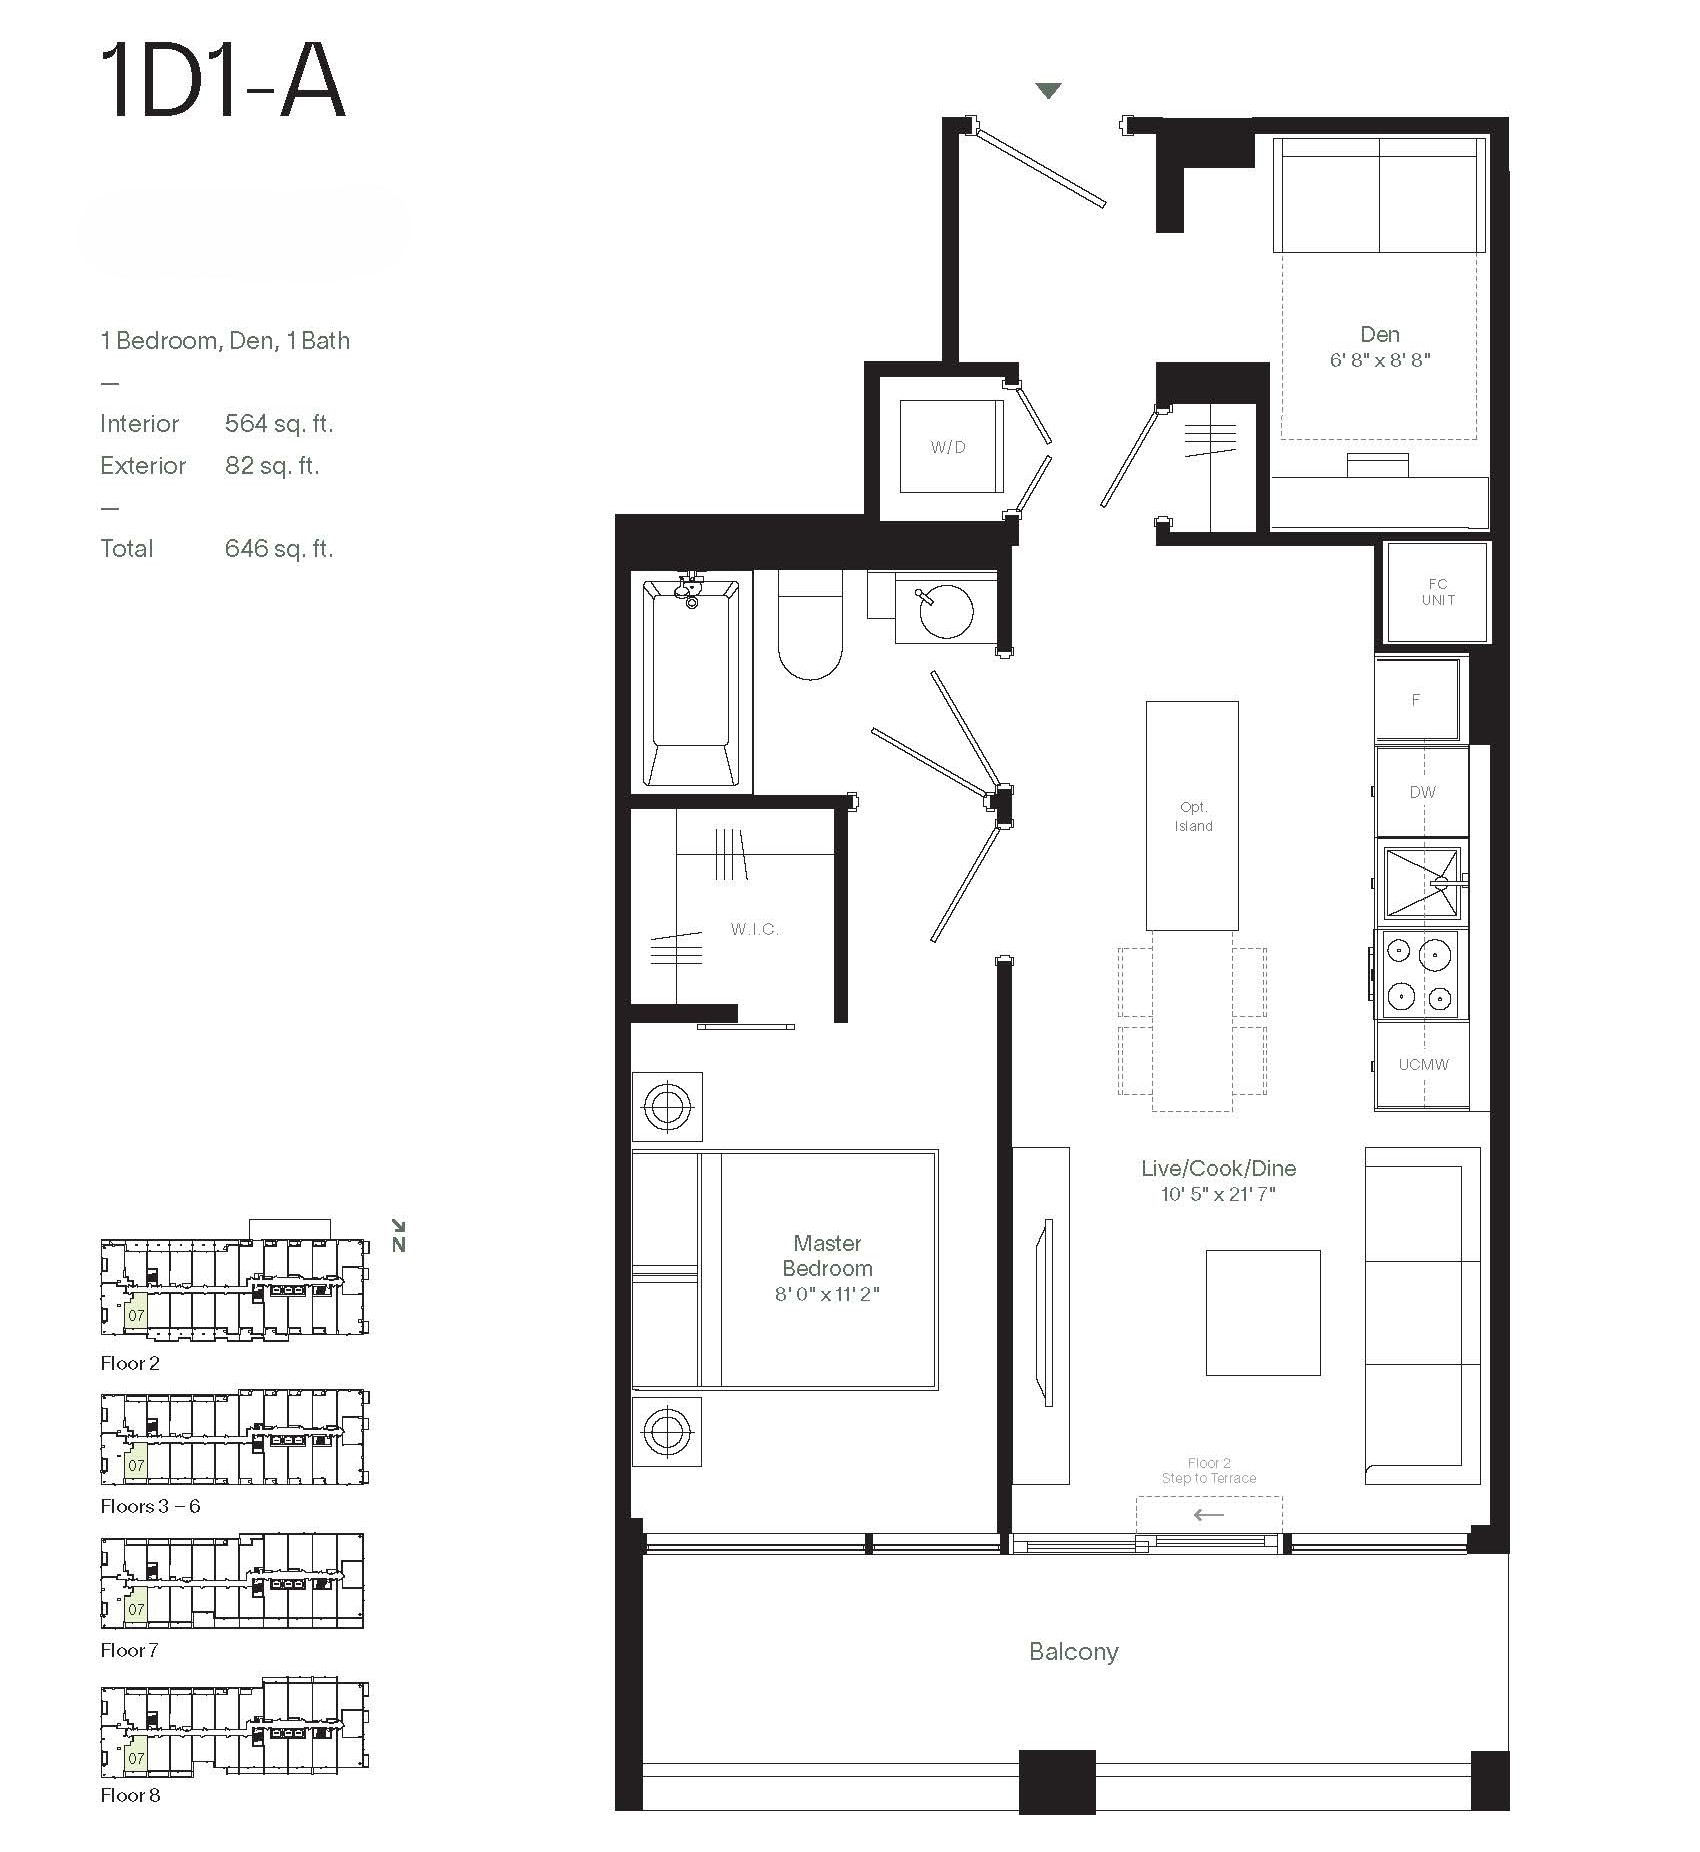 1D1-A
1 Bedroom, Den, 1 Bath
—
Interior 564 sq. ft.
Exterior 82 sq. ft.
—
Total 646 sq. ft.
Den
6' 8" x 8' 8"
W/D
FC
UNIT
F
DW
Opt.
Island
W.I.C.
UCMW
Live/Cook/Dine
10' 5" x 21' 7"
Master
Bedroom
8' 0" x 11' 2"
Floor 2
Step to Terrace
Balcony
N
07
Floor 2
07
Floors 3 – 6
07
Floor 7
07
Floor 8